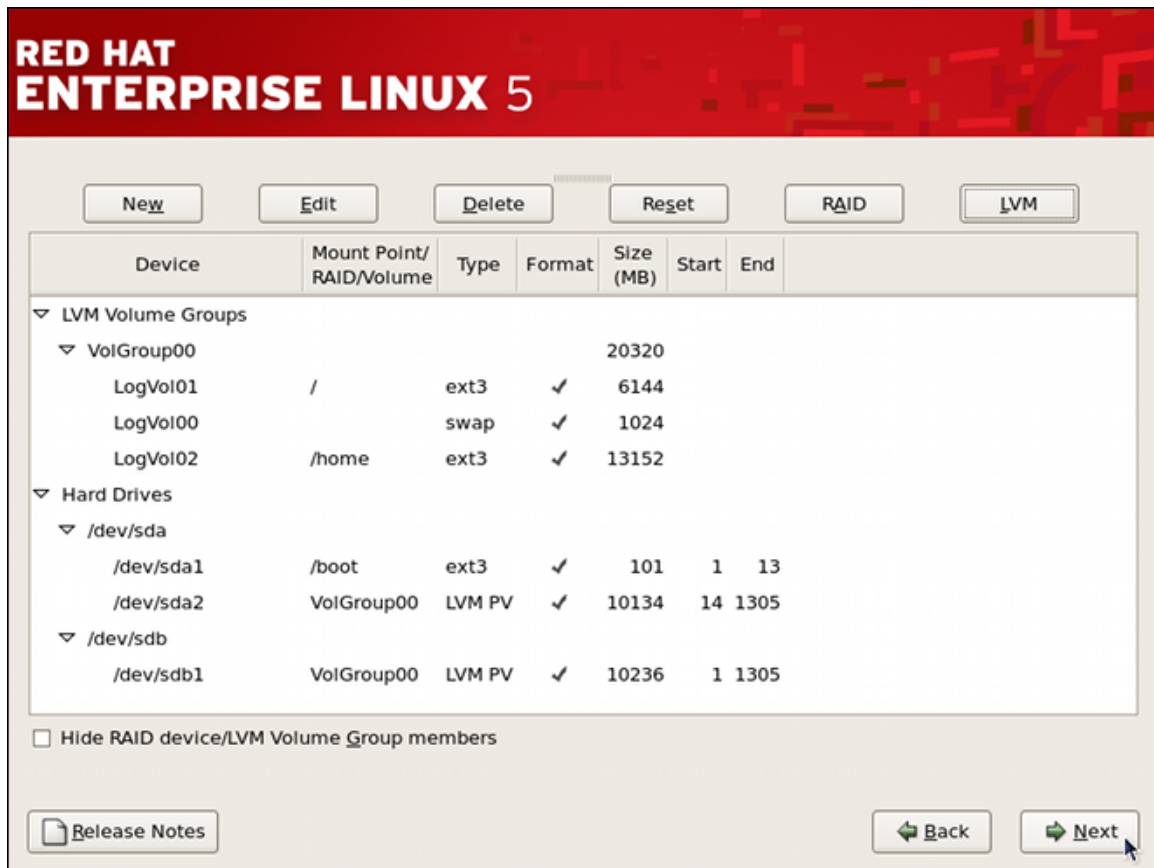 RED HAT
ENTERPRISE LINUX 5
New Edit Delete Reset RAID LVM
Device Mount Point/ RAID/Volume Type Format Size (MB) Start End
LVM Volume Groups
VolGroup00 20320
LogVol01 / ext3 ✓ 6144
LogVol00 swap ✓ 1024
LogVol02 /home ext3 ✓ 13152
Hard Drives
/dev/sda
/dev/sda1 /boot ext3 ✓ 101 1 13
/dev/sda2 VolGroup00 LVM PV ✓ 10134 14 1305
/dev/sdb
/dev/sdb1 VolGroup00 LVM PV ✓ 10236 1 1305
Hide RAID device/LVM Volume Group members
Release Notes Back Next